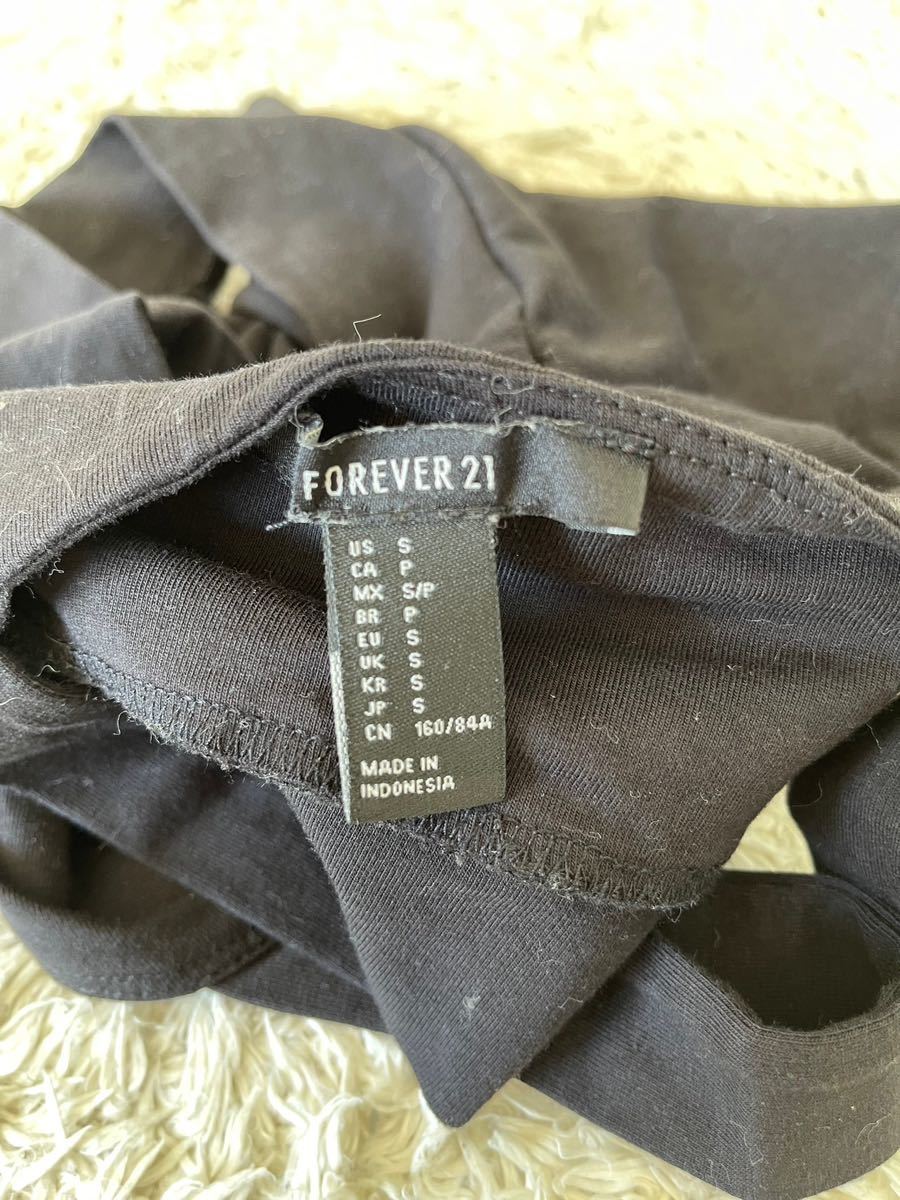 FOREVER 21
US S
CA P
MX S/P
BR P
EU S
UK S
KR S
JP S
CN 160/84A
MADE IN
INDONESIA